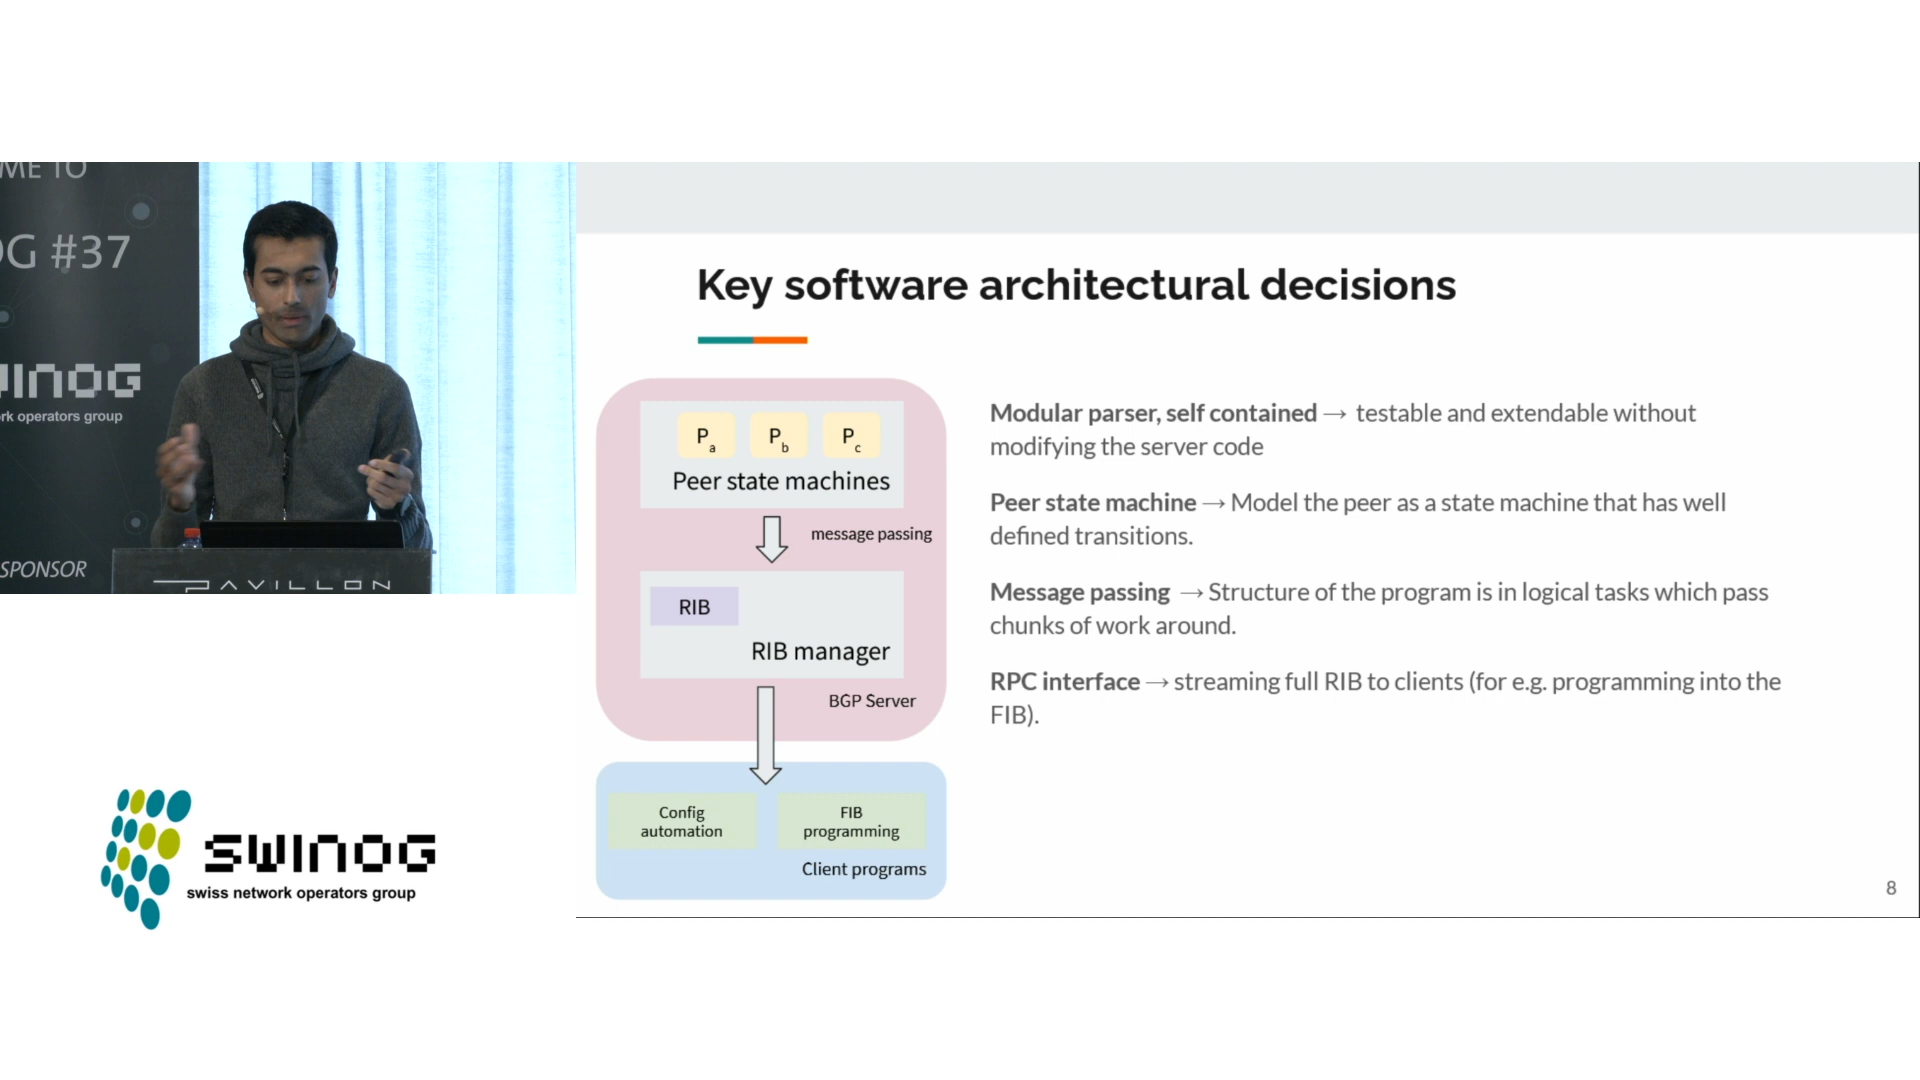 ME TO
OG #37
WINOG
rk operators group
SPONSOR
PAVILLON
swinog
swiss network operators group
Key software architectural decisions
Pa Pb Pc
Peer state machines
message passing
RIB
RIB manager
BGP Server
Config
automation
FIB
programming
Client programs
Modular parser, self contained → testable and extendable without
modifying the server code
Peer state machine → Model the peer as a state machine that has well
defined transitions.
Message passing → Structure of the program is in logical tasks which pass
chunks of work around.
RPC interface → streaming full RIB to clients (for e.g. programming into the
FIB).
8